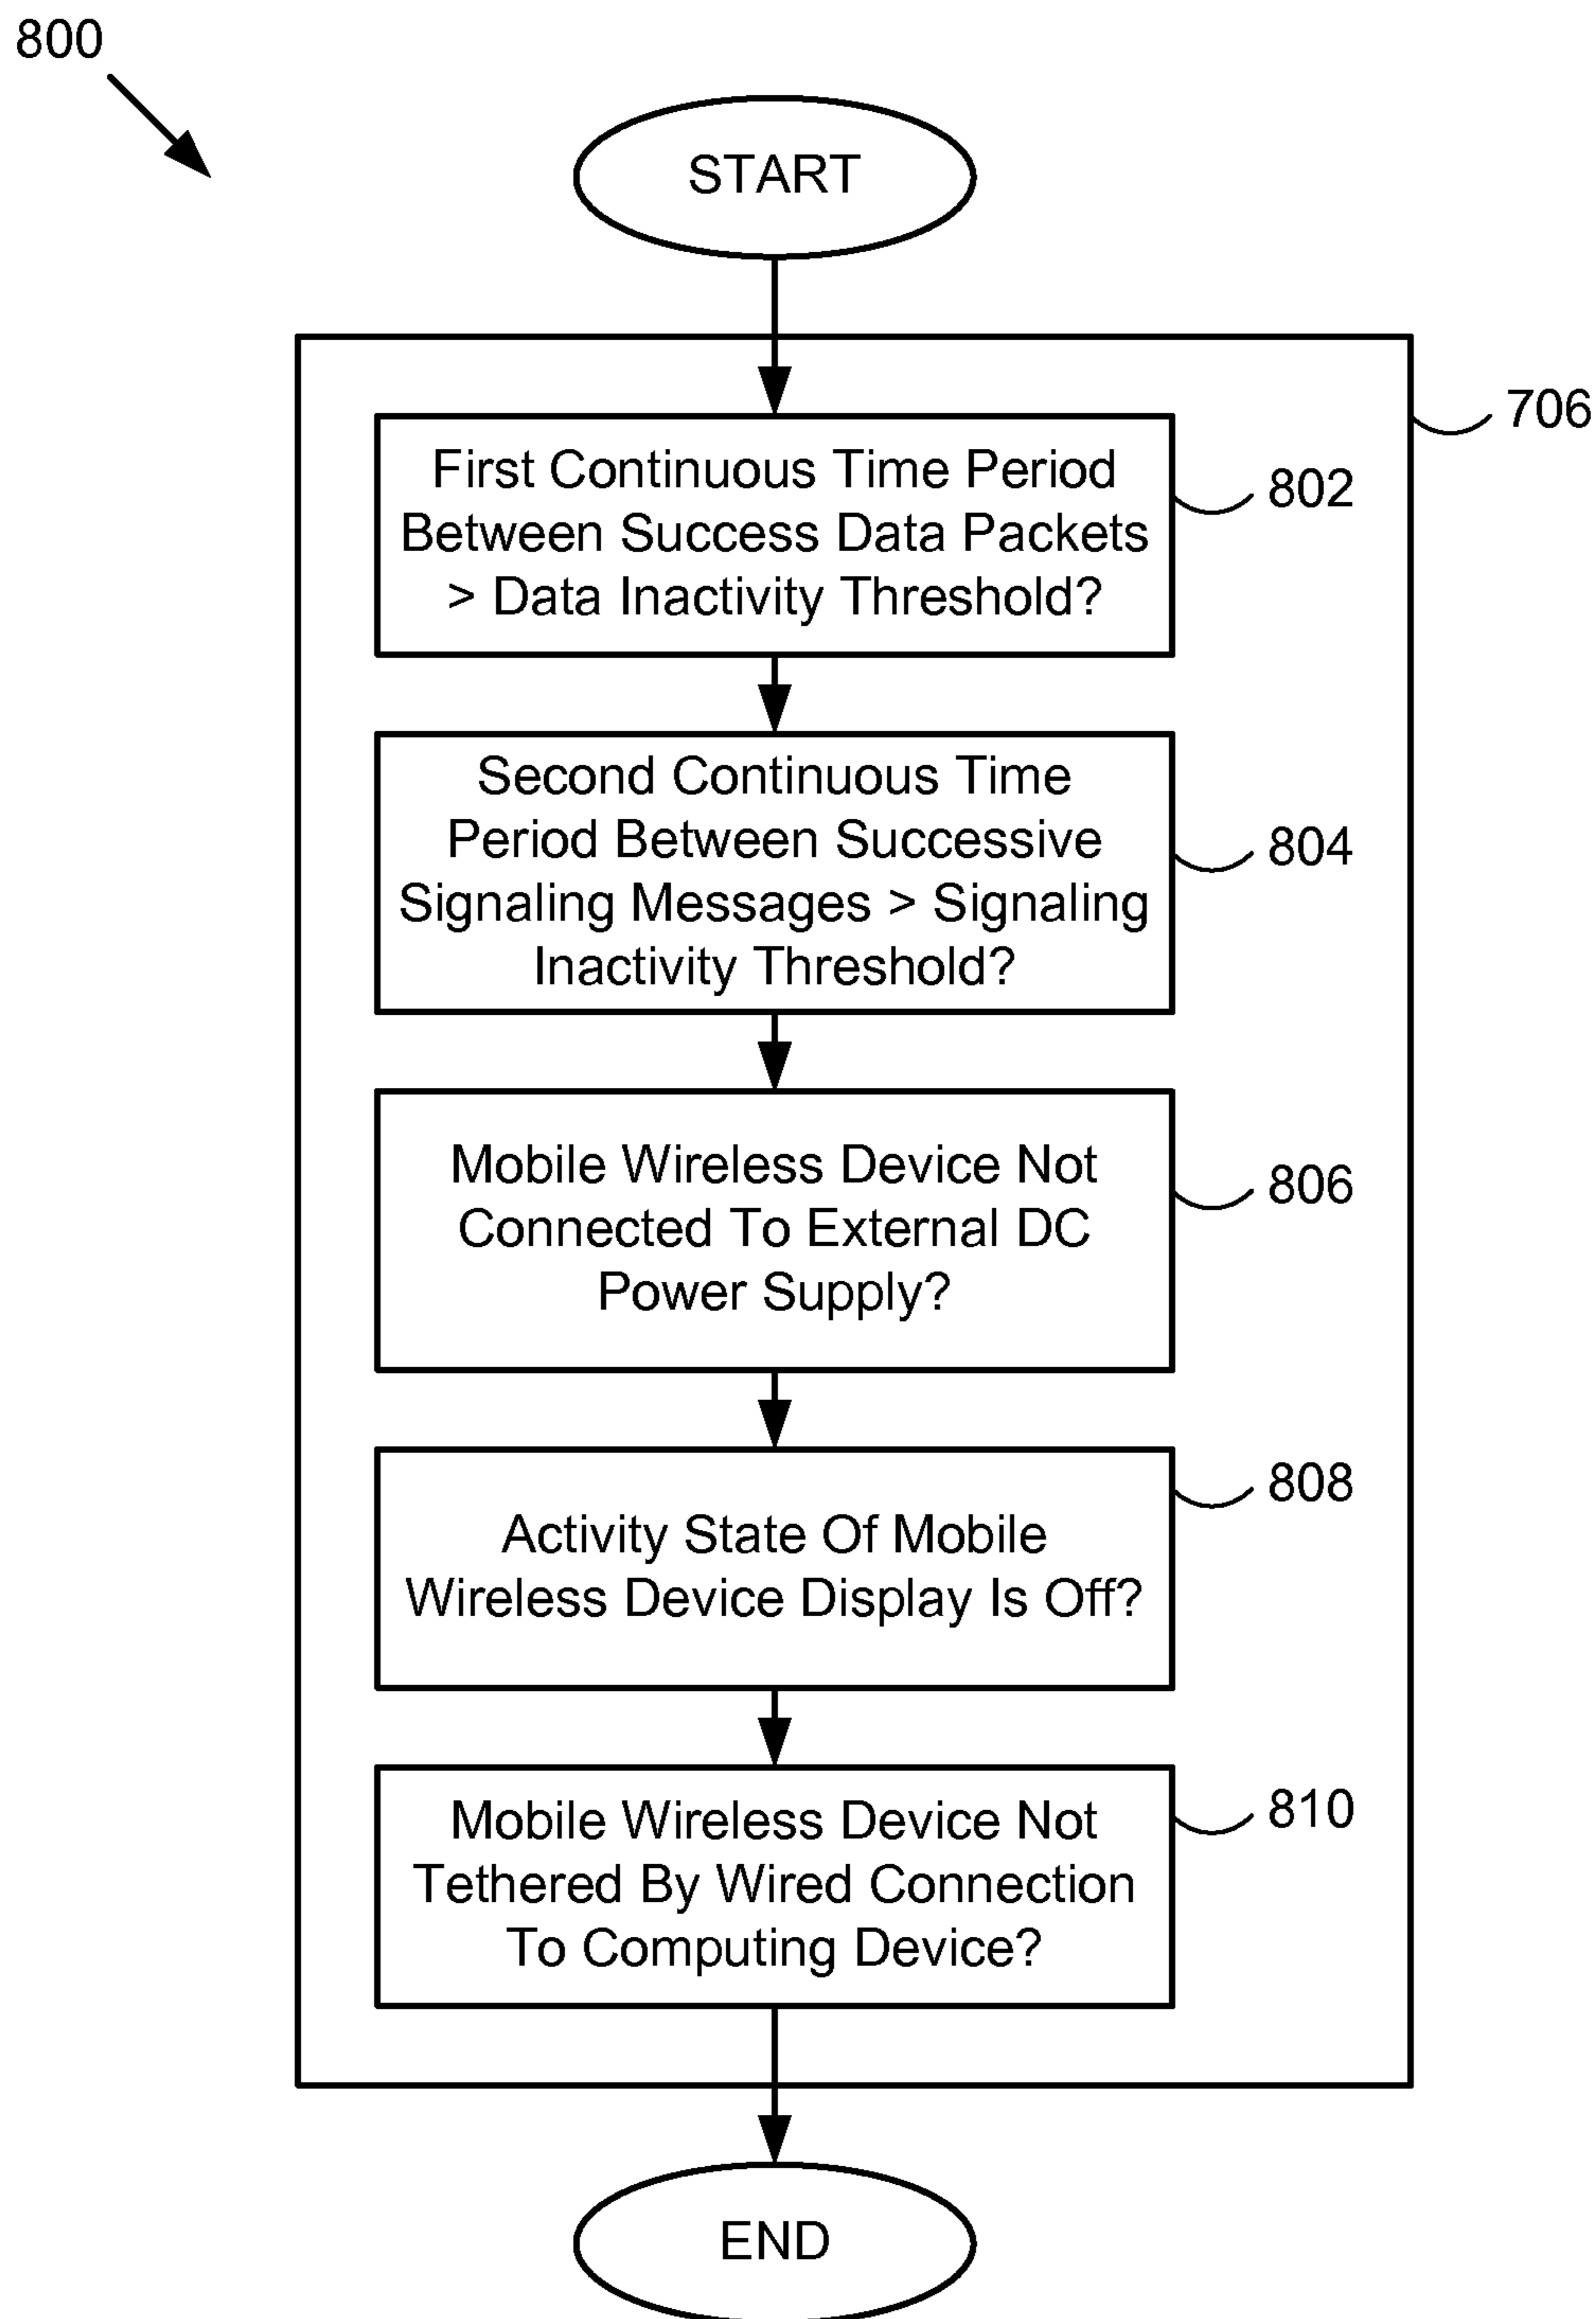 800
START
706
First Continuous Time Period
Between Success Data Packets
> Data Inactivity Threshold?
802
Second Continuous Time
Period Between Successive
Signaling Messages > Signaling
Inactivity Threshold?
804
Mobile Wireless Device Not
Connected To External DC
Power Supply?
806
Activity State Of Mobile
Wireless Device Display Is Off?
808
Mobile Wireless Device Not
Tethered By Wired Connection
To Computing Device?
810
END